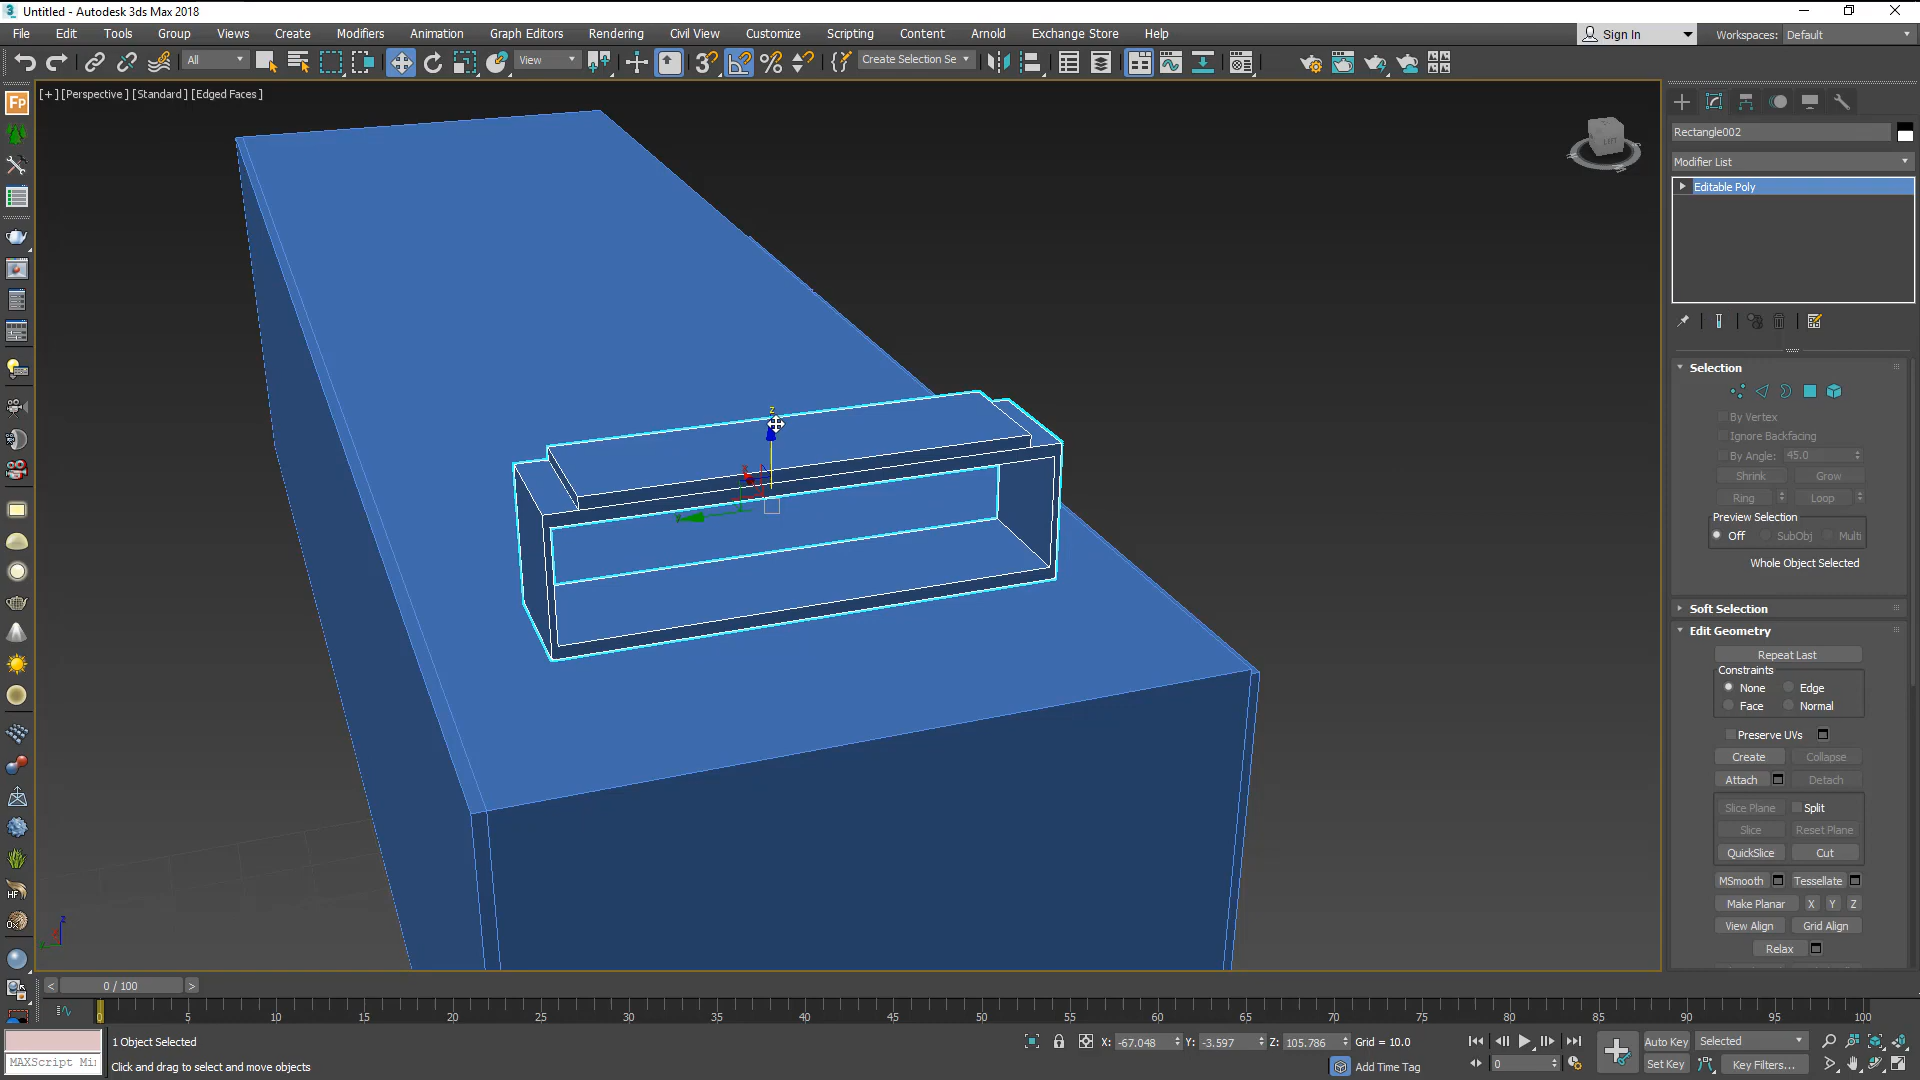 Untitled - Autodesk 3ds Max 2018
File Edit Tools Group Views Create Modifiers Animation Graph Editors Rendering Civil View Customize Scripting Content Arnold Exchange Store Help
Sign In Workspaces: Default
All View Create Selection Se
[+] [Perspective] [Standard] [Edged Faces]
Rectangle002
Modifier List
Editable Poly
Selection
By Vertex
Ignore Backfacing
By Angle: 45.0
Shrink Grow
Ring Loop
Preview Selection
Off SubObj Multi
Whole Object Selected
Soft Selection
Edit Geometry
Repeat Last
Constraints
None Edge
Face Normal
Preserve UVs
Create Collapse
Attach Detach
Slice Plane Split
Slice Reset Plane
QuickSlice Cut
MSmooth Tessellate
Make Planar X Y Z
View Align Grid Align
Relax
LEFT
z
y
z
< 0 / 100 >
0 5 10 15 20 25 30 35 40 45 50 55 60 65 70 75 80 85 90 95 100
1 Object Selected
X: -67.048 Y: -3.597 Z: 105.786 Grid = 10.0
Auto Key Selected
MAXScript Mi
Click and drag to select and move objects
Add Time Tag
0
Set Key Key Filters...